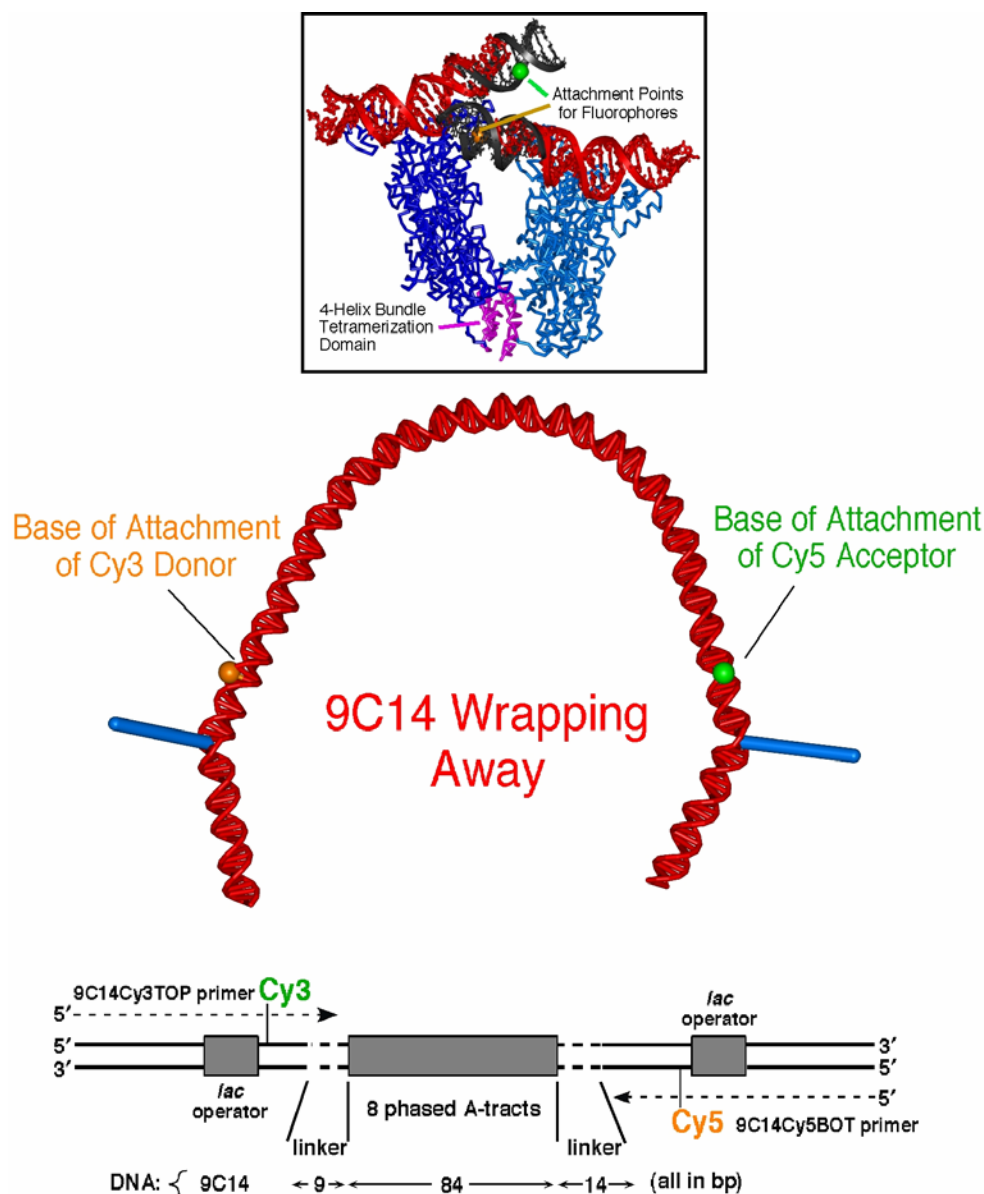 Attachment Points
for Fluorophores
4-Helix Bundle
Tetramerization
Domain
Base of Attachment
of Cy3 Donor
Base of Attachment
of Cy5 Acceptor
9C14 Wrapping
Away
9C14Cy3TOP primer Cy3
5′
lac
operator
5′ 3′
3′ 5′
lac
operator
8 phased A-tracts
5′
Cy5 9C14Cy5BOT primer
linker linker
DNA: { 9C14 9 84 14 (all in bp)